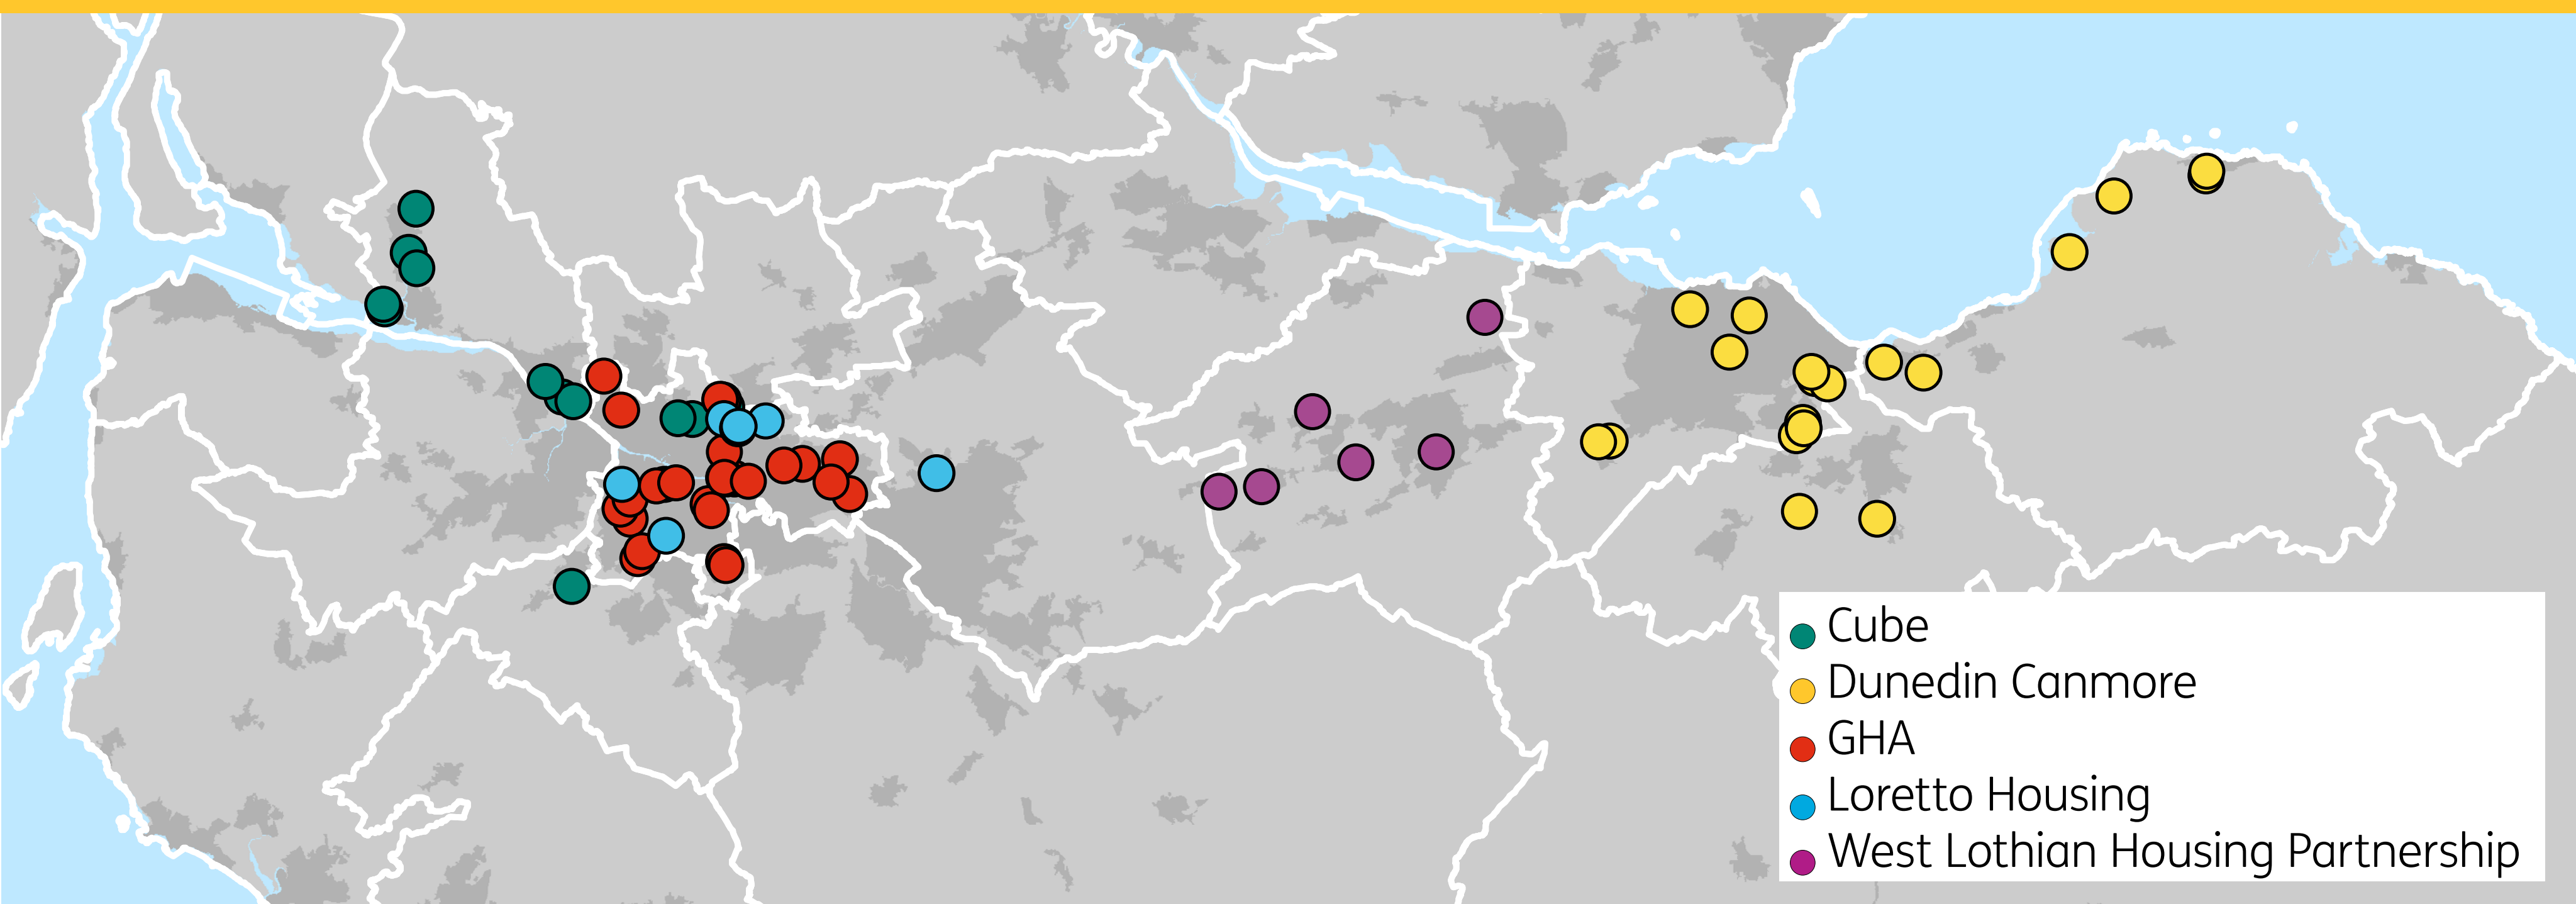 Cube
Dunedin Canmore
GHA
Loretto Housing
West Lothian Housing Partnership